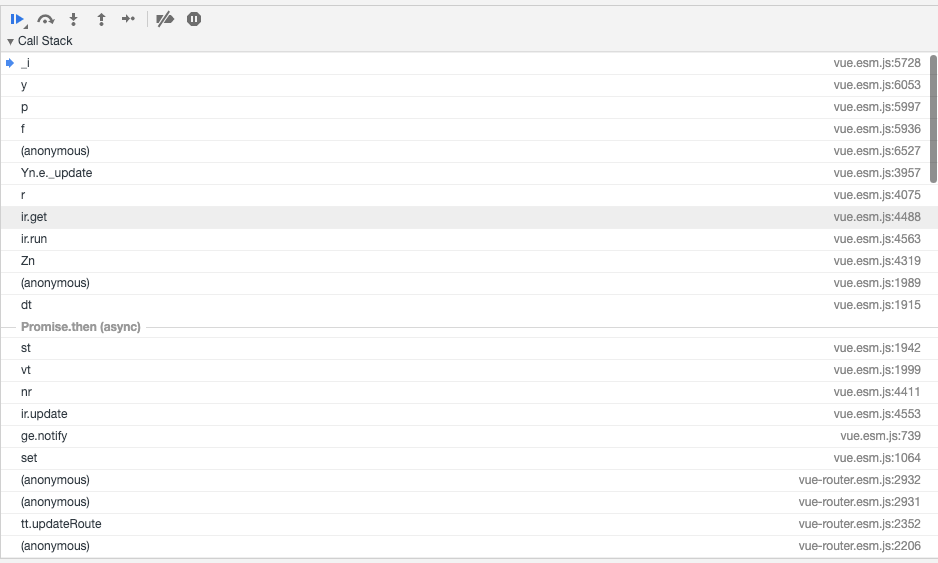 Call Stack
_i vue.esm.js:5728
y vue.esm.js:6053
p vue.esm.js:5997
f vue.esm.js:5936
(anonymous) vue.esm.js:6527
Yn.e._update vue.esm.js:3957
r vue.esm.js:4075
ir.get vue.esm.js:4488
ir.run vue.esm.js:4563
Zn vue.esm.js:4319
(anonymous) vue.esm.js:1989
dt vue.esm.js:1915
Promise.then (async)
st vue.esm.js:1942
vt vue.esm.js:1999
nr vue.esm.js:4411
ir.update vue.esm.js:4553
ge.notify vue.esm.js:739
set vue.esm.js:1064
(anonymous) vue-router.esm.js:2932
(anonymous) vue-router.esm.js:2931
tt.updateRoute vue-router.esm.js:2352
(anonymous) vue-router.esm.js:2206